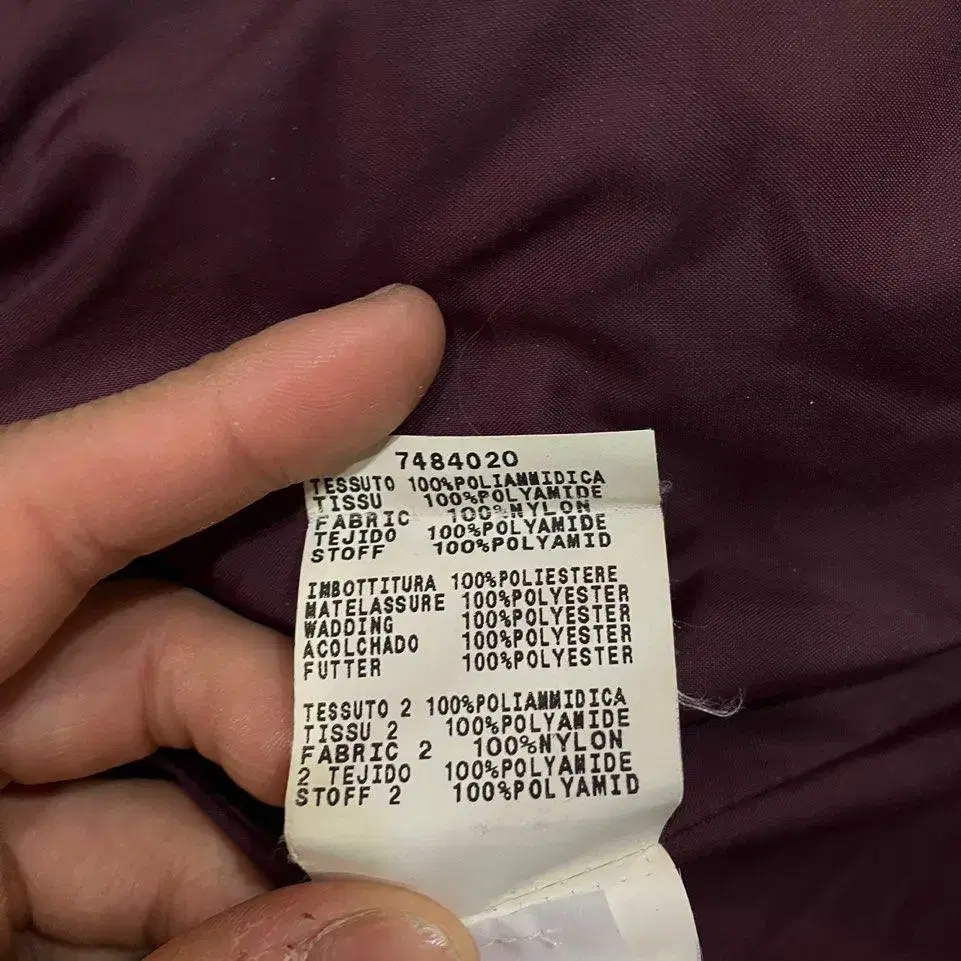 7484020
TESSUTO 100%POLIAMMIDICA
TISSU 100%POLYAMIDE
FABRIC 100%NYLON
TEJIDO 100%POLYAMIDE
STOFF 100%POLYAMID
IMBOTTITURA 100%POLIESTERE
MATELASSURE 100%POLYESTER
WADDING 100%POLYESTER
ACOLCHADO 100%POLYESTER
FUTTER 100%POLYESTER
TESSUTO 2 100%POLIAMMIDICA
TISSU 2 100%POLYAMIDE
FABRIC 2 100%NYLON
2 TEJIDO 100%POLYAMIDE
STOFF 2 100%POLYAMID